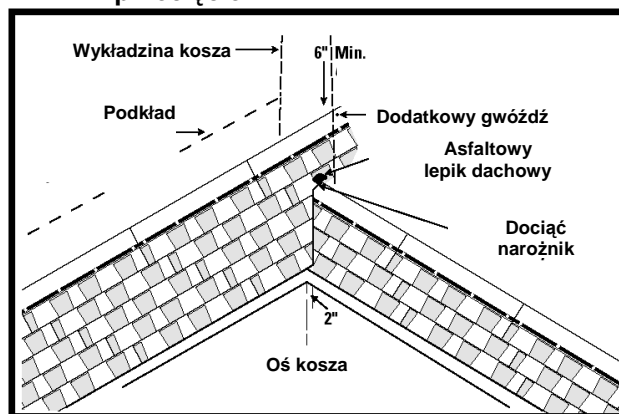 Wykładzina kosza
6" Min.
Podkład
Dodatkowy gwóźdź
Asfaltowy
lepik dachowy
Dociąć
narożnik
2"
Oś kosza